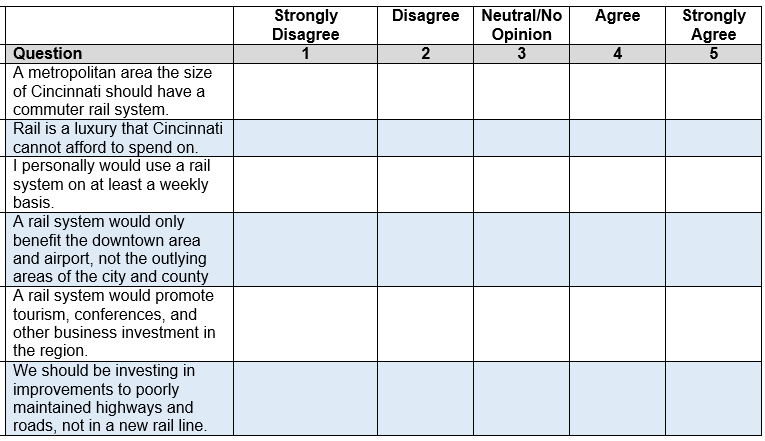 Strongly Disagree Neutral/No Agree Strongly
Disagree Opinion Agree
Question 1 2 3 4 5
A metropolitan area the size
of Cincinnati should have a
commuter rail system.
Rail is a luxury that Cincinnati
cannot afford to spend on.
I personally would use a rail
system on at least a weekly
basis.
A rail system would only
benefit the downtown area
and airport, not the outlying
areas of the city and county
A rail system would promote
tourism, conferences, and
other business investment in
the region.
We should be investing in
improvements to poorly
maintained highways and
roads, not in a new rail line.